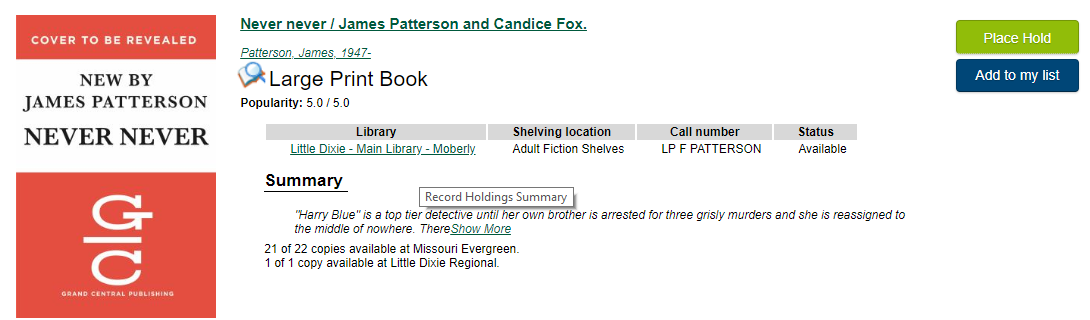 COVER TO BE REVEALED
NEW BY
JAMES PATTERSON
NEVER NEVER
G
C
GRAND CENTRAL PUBLISHING
Never never / James Patterson and Candice Fox.
Patterson, James, 1947-
Large Print Book
Popularity: 5.0 / 5.0
Library Shelving location Call number Status
Little Dixie - Main Library - Moberly Adult Fiction Shelves LP F PATTERSON Available
Summary
Record Holdings Summary
"Harry Blue" is a top tier detective until her own brother is arrested for three grisly murders and she is reassigned to
the middle of nowhere. ThereShow More
21 of 22 copies available at Missouri Evergreen.
1 of 1 copy available at Little Dixie Regional.
Place Hold
Add to my list